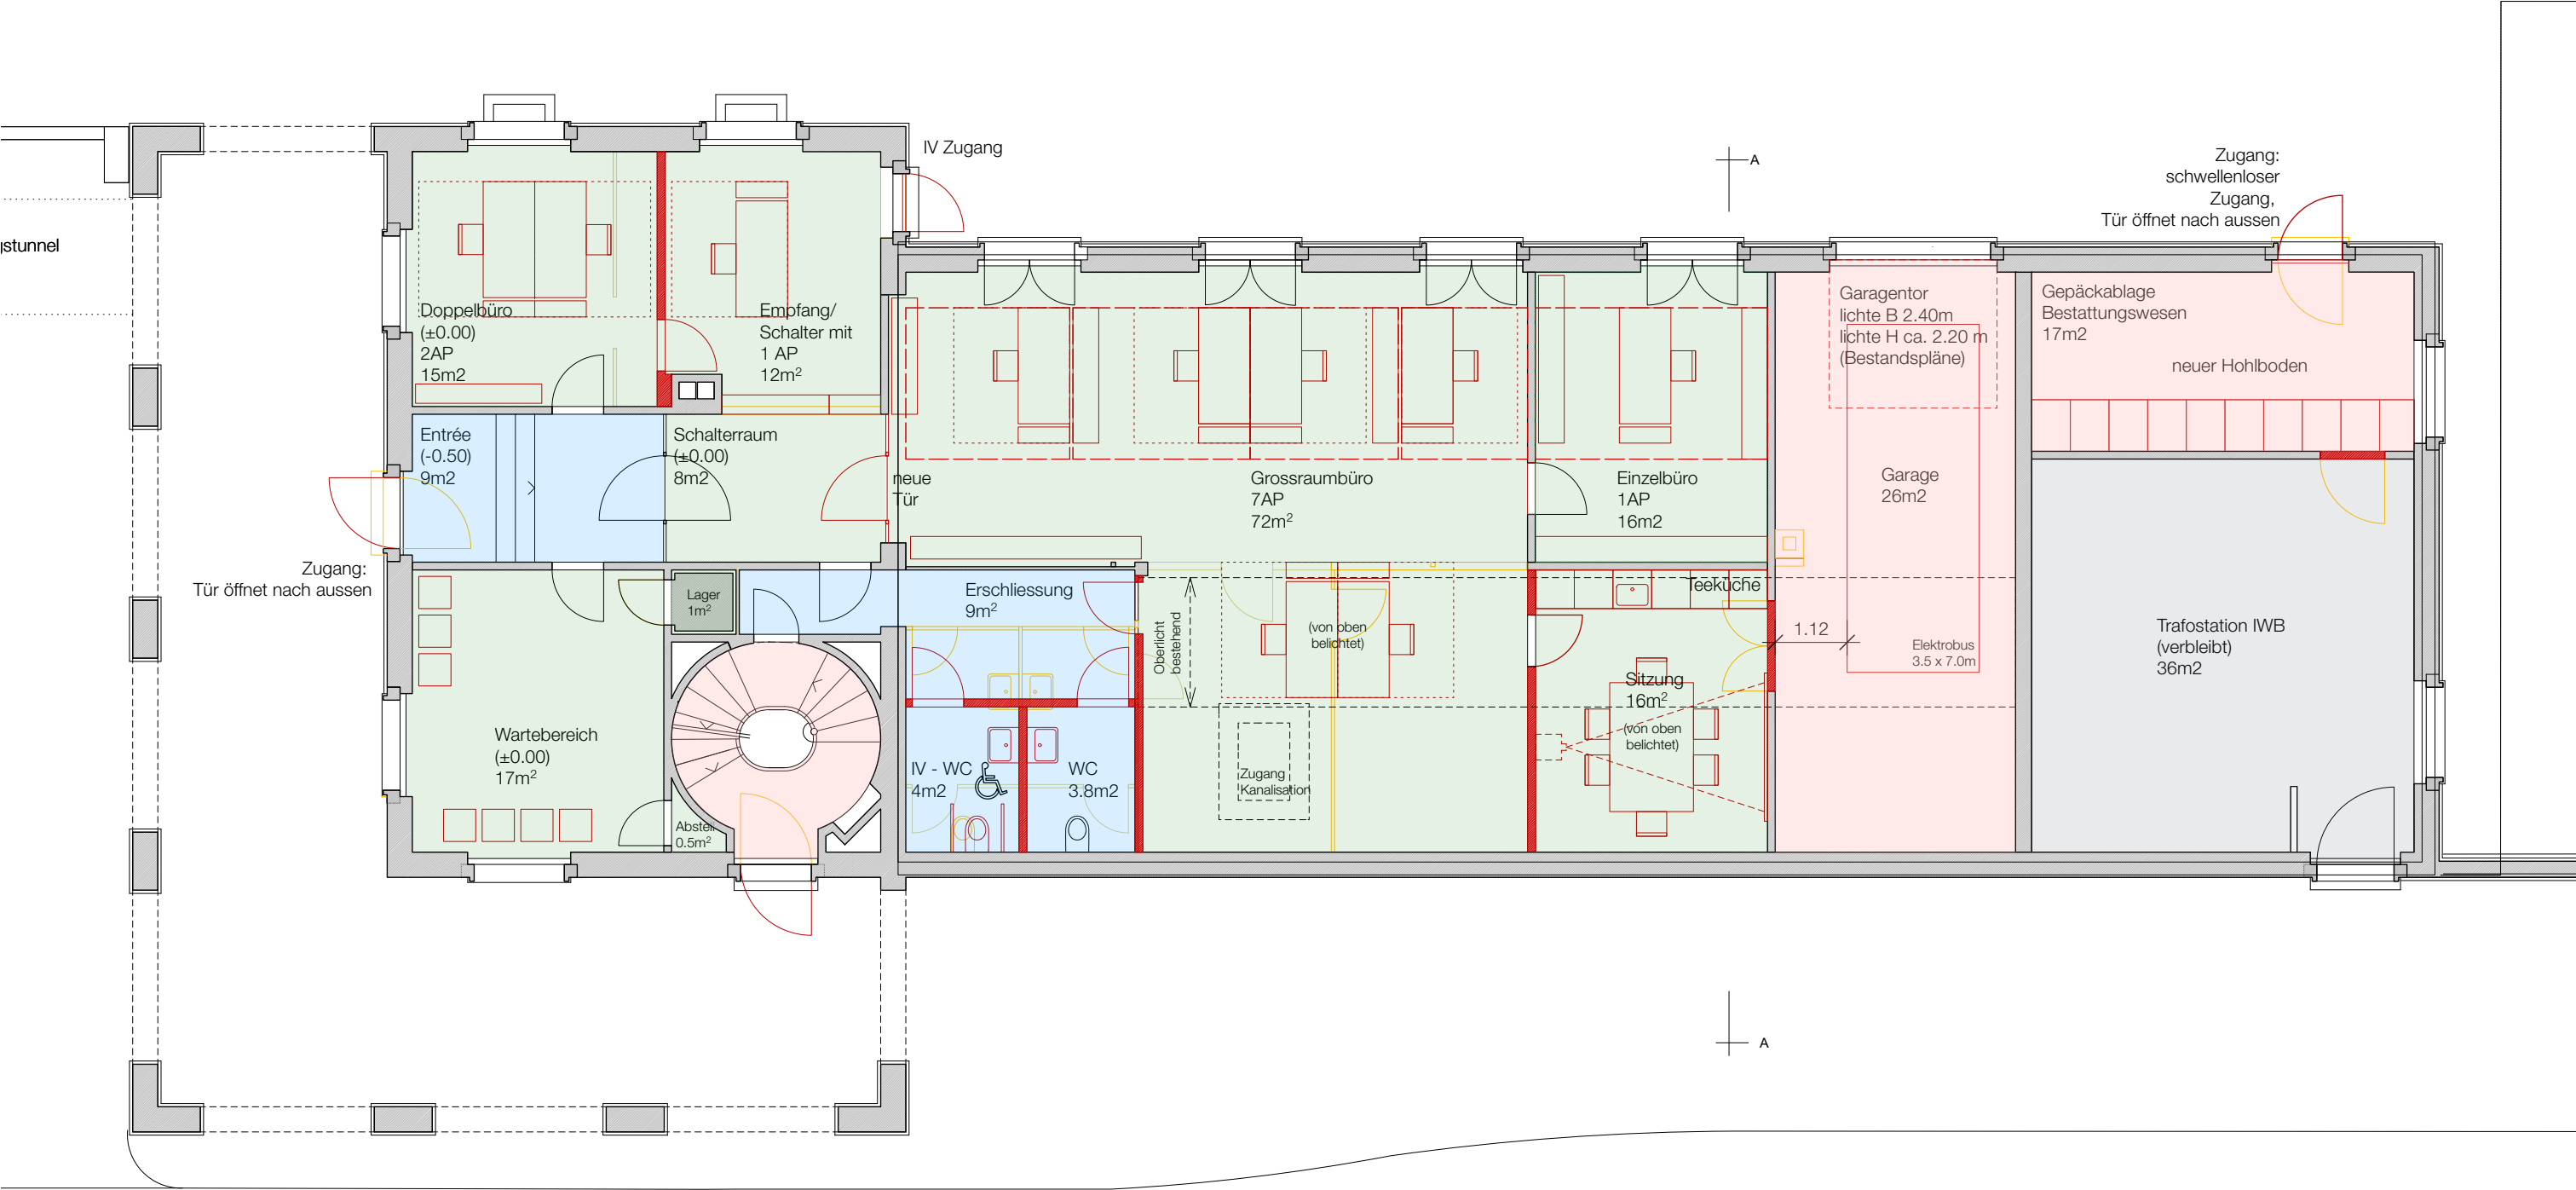 gstunnel
IV Zugang
A
Zugang:
schwellenloser
Zugang,
Tür öffnet nach aussen
Doppelbüro
(±0.00)
2AP
15m2
Empfang/
Schalter mit
1 AP
12m²
Garagentor
lichte B 2.40m
lichte H ca. 2.20 m
(Bestandspläne)
Gepäckablage
Bestattungswesen
17m2
neuer Hohlboden
Entrée
(-0.50)
9m2
Schalterraum
(±0.00)
8m2
neue
Tür
Grossraumbüro
7AP
72m²
Einzelbüro
1AP
16m2
Garage
26m2
Zugang:
Tür öffnet nach aussen
Lager
1m²
Erschliessung
9m²
Oberlicht
bestehend
(von oben
belichtet)
Teeküche
1.12
Elektrobus
3.5 x 7.0m
Trafostation IWB
(verbleibt)
36m2
Sitzung
16m²
(von oben
belichtet)
Wartebereich
(±0.00)
17m²
IV - WC
4m2
WC
3.8m2
Zugang
Kanalisation
Abstell
0.5m²
A